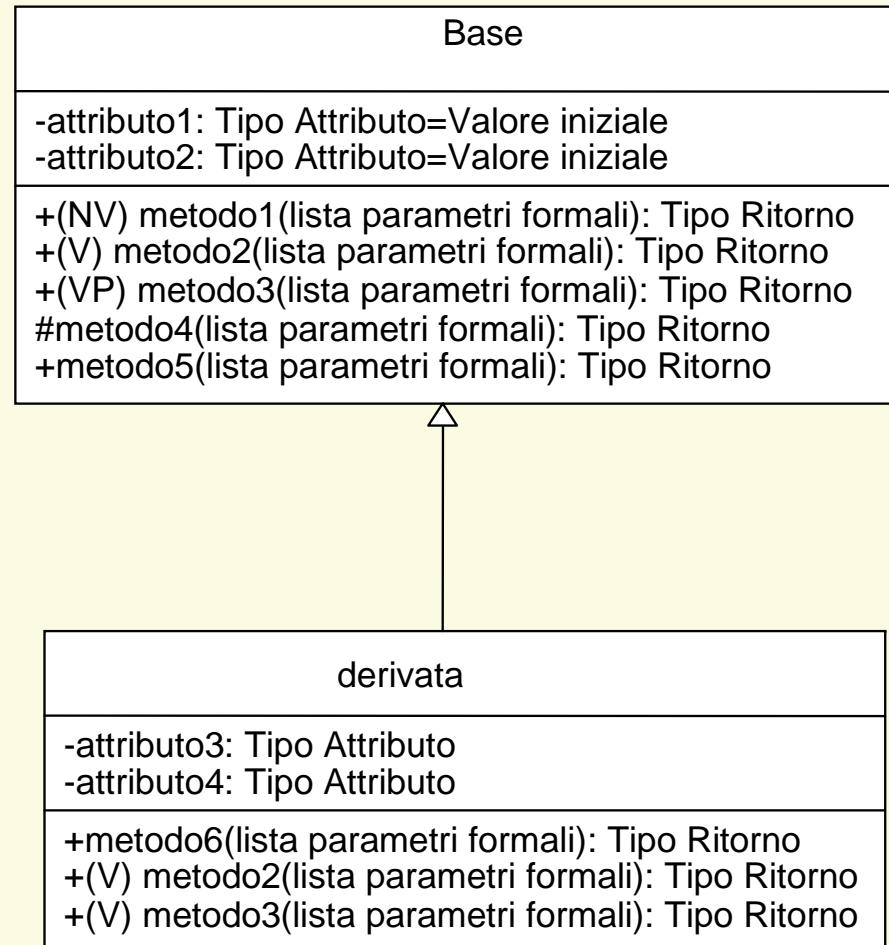 Base
-attributo1: Tipo Attributo=Valore iniziale
-attributo2: Tipo Attributo=Valore iniziale
+(NV) metodo1(lista parametri formali): Tipo Ritorno
+(V) metodo2(lista parametri formali): Tipo Ritorno
+(VP) metodo3(lista parametri formali): Tipo Ritorno
#metodo4(lista parametri formali): Tipo Ritorno
+metodo5(lista parametri formali): Tipo Ritorno
derivata
-attributo3: Tipo Attributo
-attributo4: Tipo Attributo
+metodo6(lista parametri formali): Tipo Ritorno
+(V) metodo2(lista parametri formali): Tipo Ritorno
+(V) metodo3(lista parametri formali): Tipo Ritorno